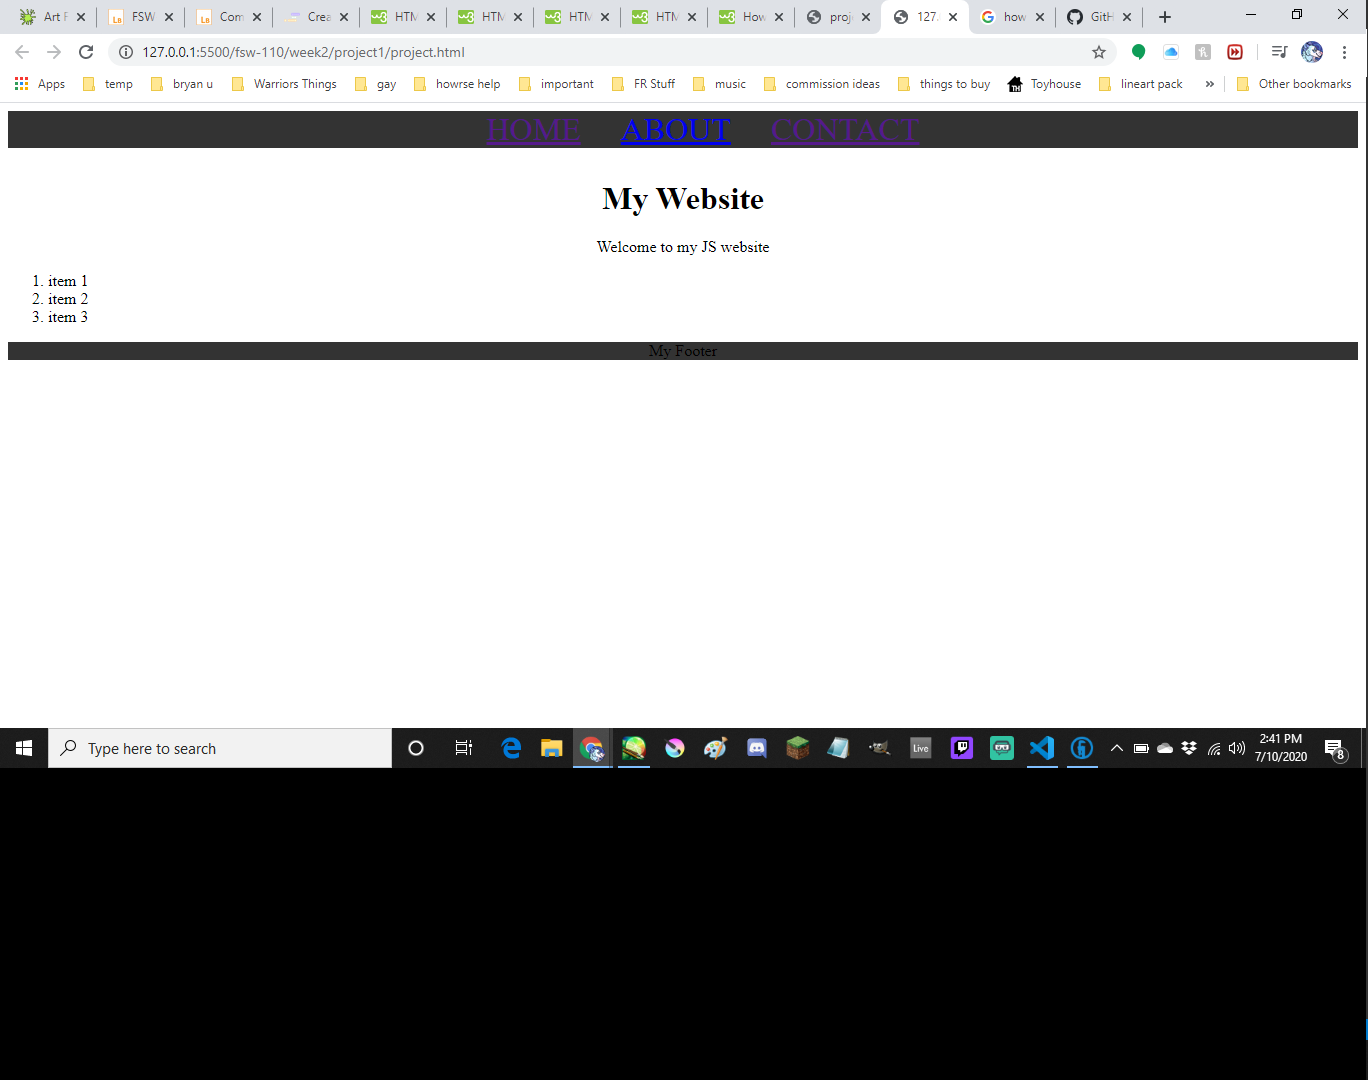 Art F FSW Com Crea HTM HTM HTM HTM How proj 127. how GitH
127.0.0.1:5500/fsw-110/week2/project1/project.html
Apps temp bryan u Warriors Things gay howrse help important FR Stuff music commission ideas things to buy Toyhouse lineart pack » Other bookmarks
HOME ABOUT CONTACT
My Website
Welcome to my JS website
1. item 1
2. item 2
3. item 3
My Footer
Type here to search Live 2:41 PM
7/10/2020 8